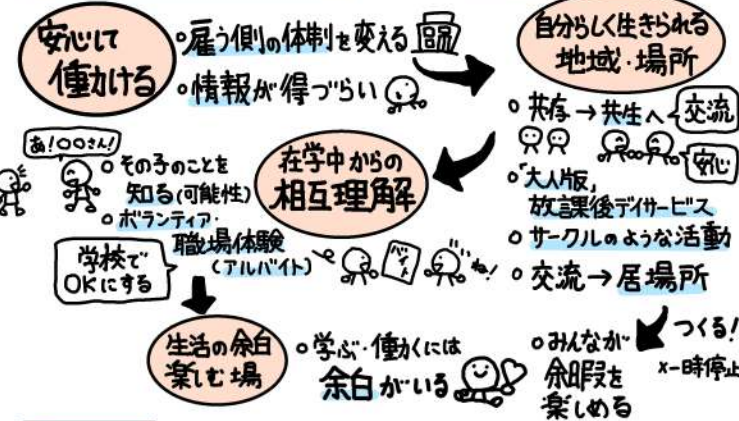 安心して
働ける
○雇う側の体制を変える
○情報が得づらい
自分らしく生きられる
地域・場所
○共存→共生へ
交流
安心
○「大人版」
放課後デイサービス
○サークルのような活動
○交流→居場所
在学中からの
相互理解
あ!○○さん!
○その子のことを
知る(可能性)
○ボランティア・
職場体験
(アルバイト)
学校で
OKにする
バイト
ね!
生活の余白
楽しむ場
○学ぶ・働くには
余白がいる
○みんなが
余暇を
楽しめる
つくる!
×一時停止